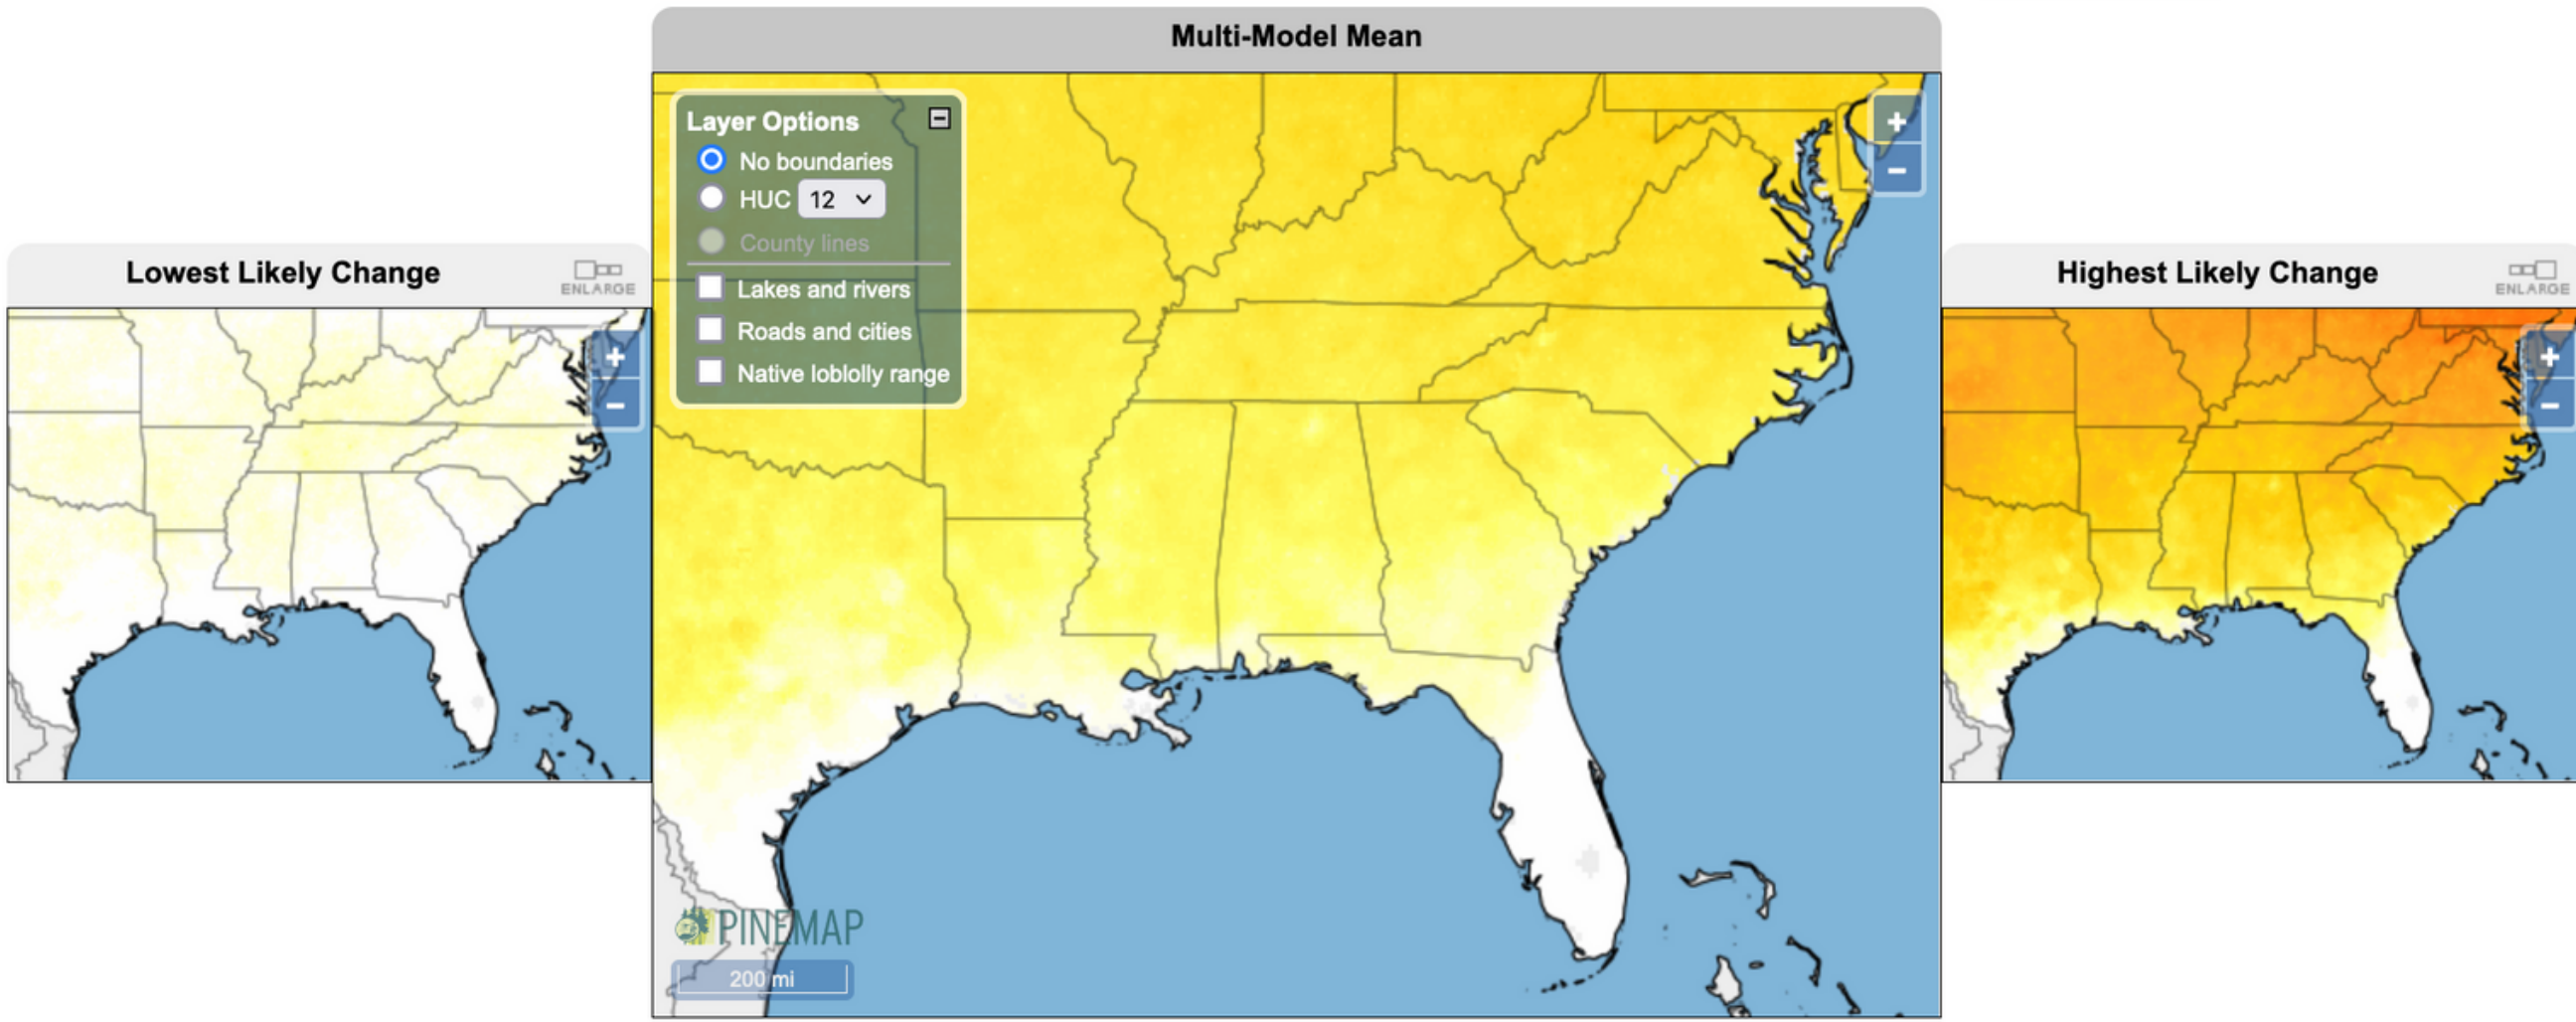 Multi-Model Mean
Layer Options
No boundaries
HUC 12
County lines
Lakes and rivers
Roads and cities
Native loblolly range
+
−
PINEMAP
200 mi
Lowest Likely Change
ENLARGE
+
−
Highest Likely Change
ENLARGE
+
−